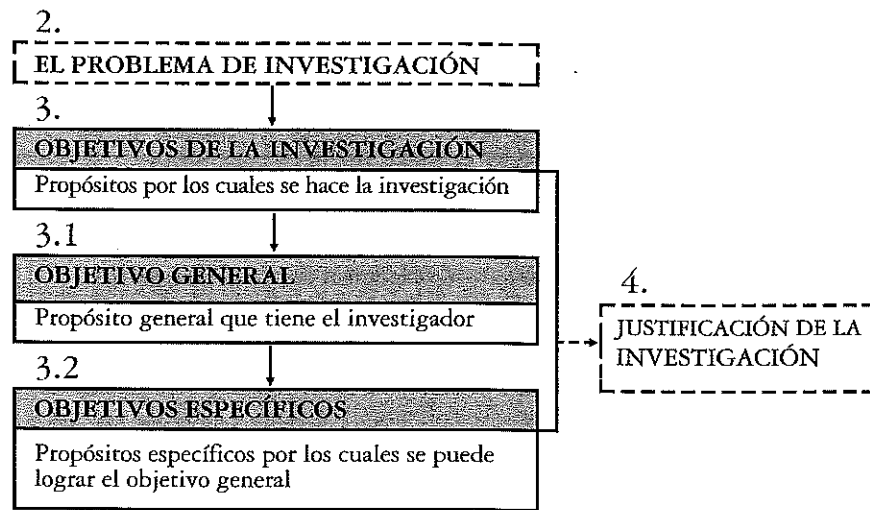 2.
EL PROBLEMA DE INVESTIGACIÓN
3.
OBJETIVOS DE LA INVESTIGACIÓN
Propósitos por los cuales se hace la investigación
3.1
OBJETIVO GENERAL
Propósito general que tiene el investigador
3.2
OBJETIVOS ESPECÍFICOS
Propósitos específicos por los cuales se puede
lograr el objetivo general
4.
JUSTIFICACIÓN DE LA
INVESTIGACIÓN